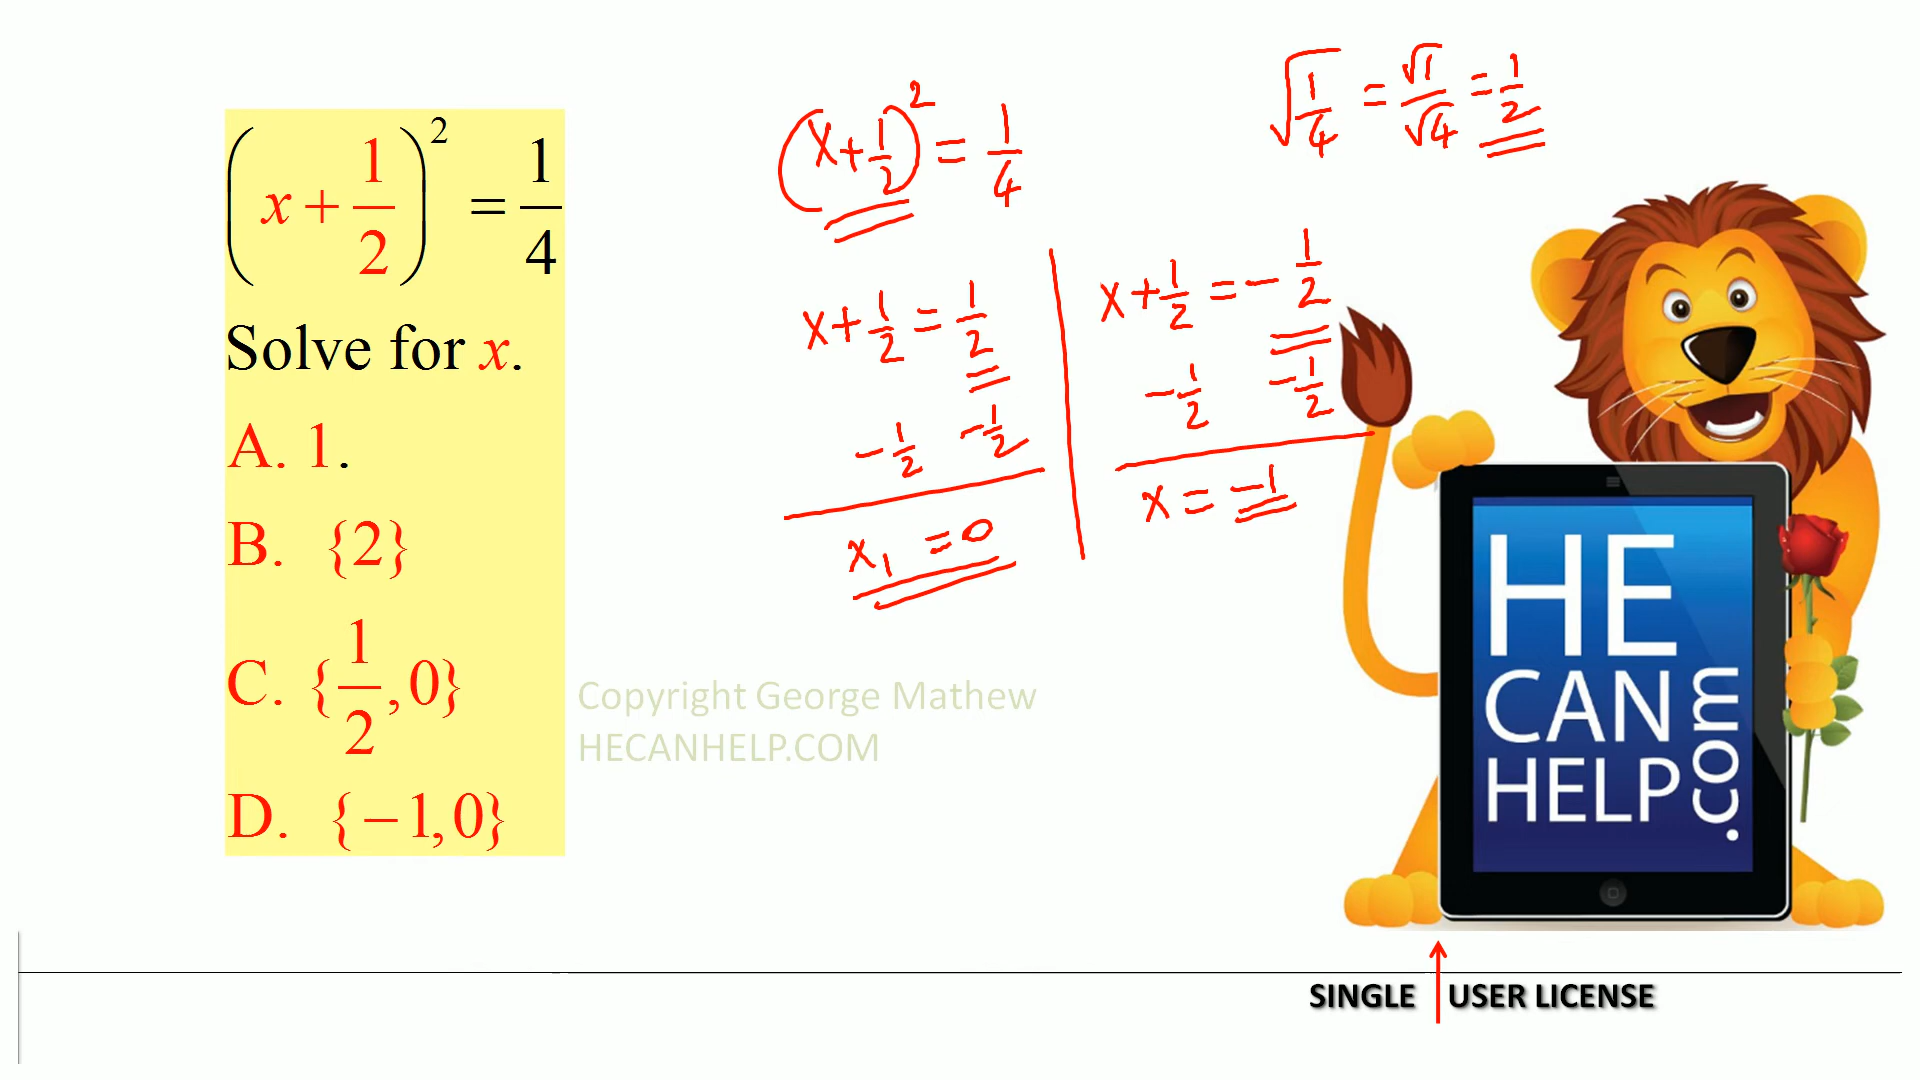 (x + 1/2)² = 1/4
Solve for x.
A. 1.
B. {2}
C. {1/2, 0}
D. {−1, 0}
(x + 1/2)² = 1/4
√(1/4) = √1/√4 = 1/2
x + 1/2 = 1/2
− 1/2 − 1/2
x₁ = 0
x + 1/2 = − 1/2
− 1/2 − 1/2
x = −1
Copyright George Mathew
HECANHELP.COM
HE
CAN
HELP
.com
SINGLE USER LICENSE